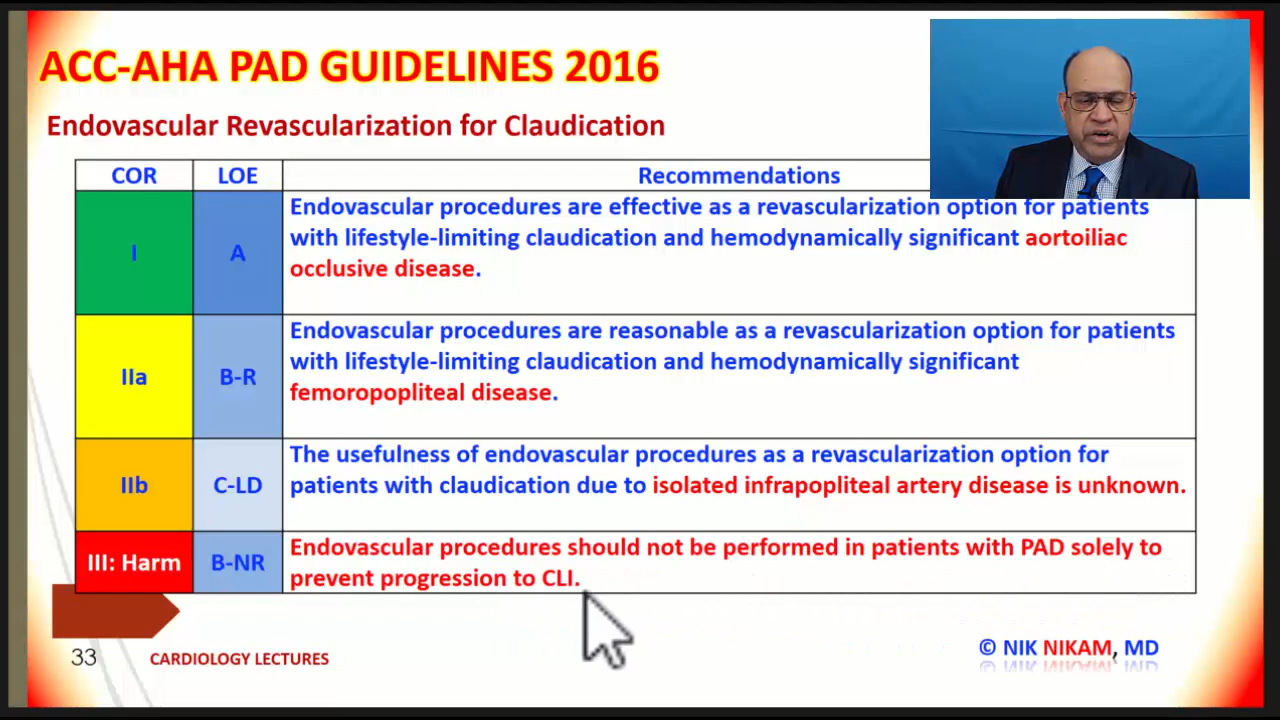 ACC-AHA PAD GUIDELINES 2016
Endovascular Revascularization for Claudication
COR LOE Recommendations
I A Endovascular procedures are effective as a revascularization option for patients
with lifestyle-limiting claudication and hemodynamically significant aortoiliac
occlusive disease.
IIa B-R Endovascular procedures are reasonable as a revascularization option for patients
with lifestyle-limiting claudication and hemodynamically significant
femoropopliteal disease.
IIb C-LD The usefulness of endovascular procedures as a revascularization option for
patients with claudication due to isolated infrapopliteal artery disease is unknown.
III: Harm B-NR Endovascular procedures should not be performed in patients with PAD solely to
prevent progression to CLI.
33 CARDIOLOGY LECTURES © NIK NIKAM, MD